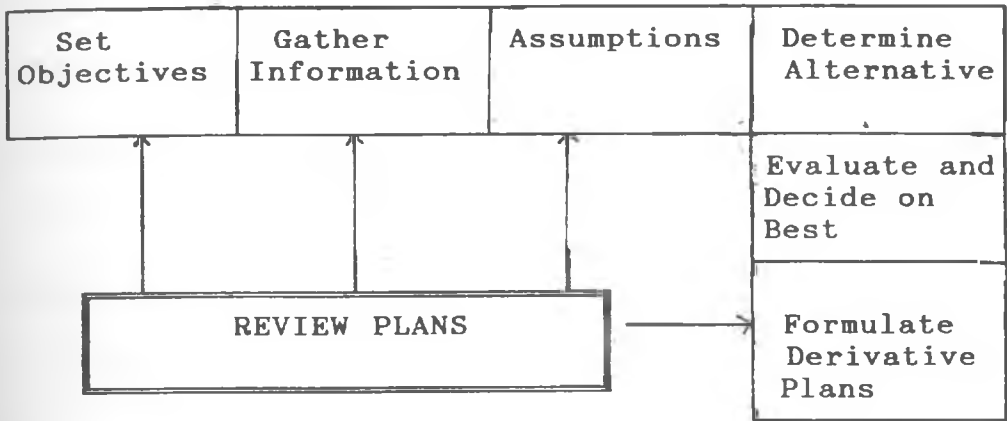 Set
Objectives
Gather
Information
Assumptions
Determine
Alternative
Evaluate and
Decide on
Best
REVIEW PLANS
Formulate
Derivative
Plans